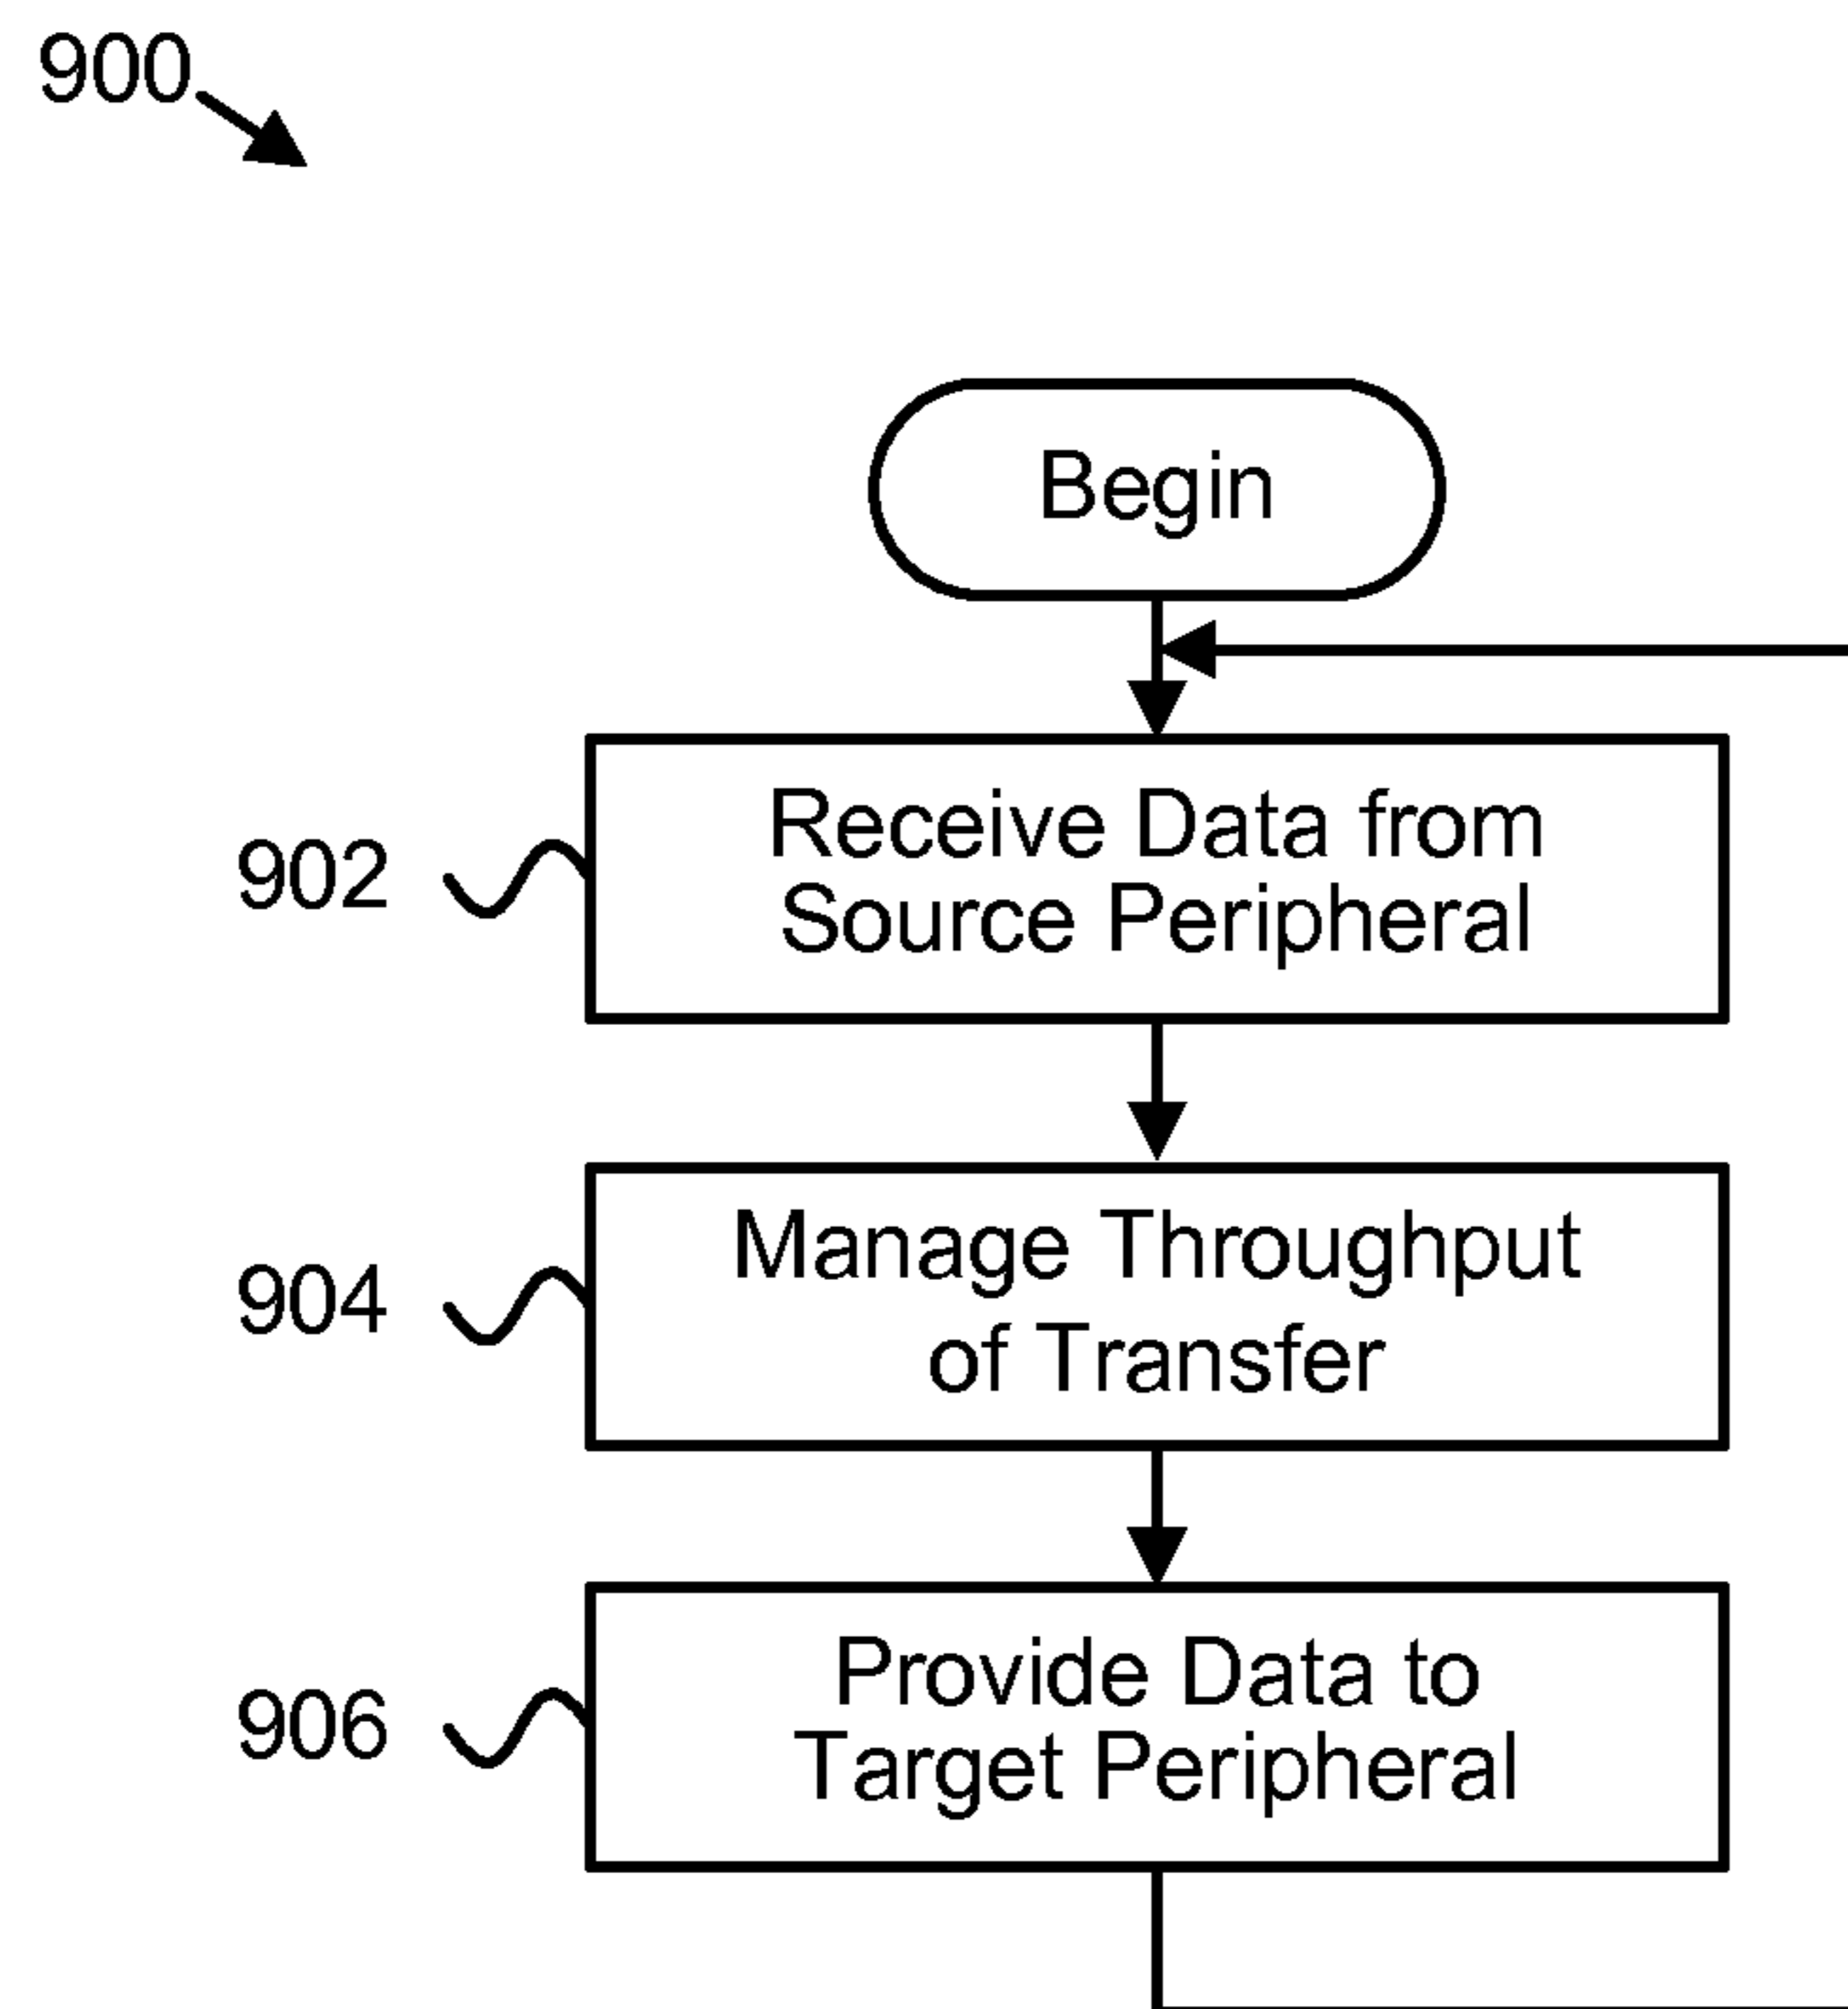 900
Begin
902
Receive Data from
Source Peripheral
904
Manage Throughput
of Transfer
906
Provide Data to
Target Peripheral